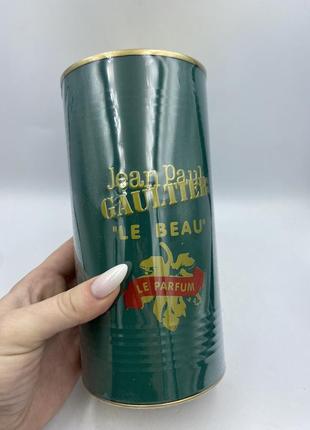 Jean Paul
GAULTIER
"LE BEAU"
LE PARFUM